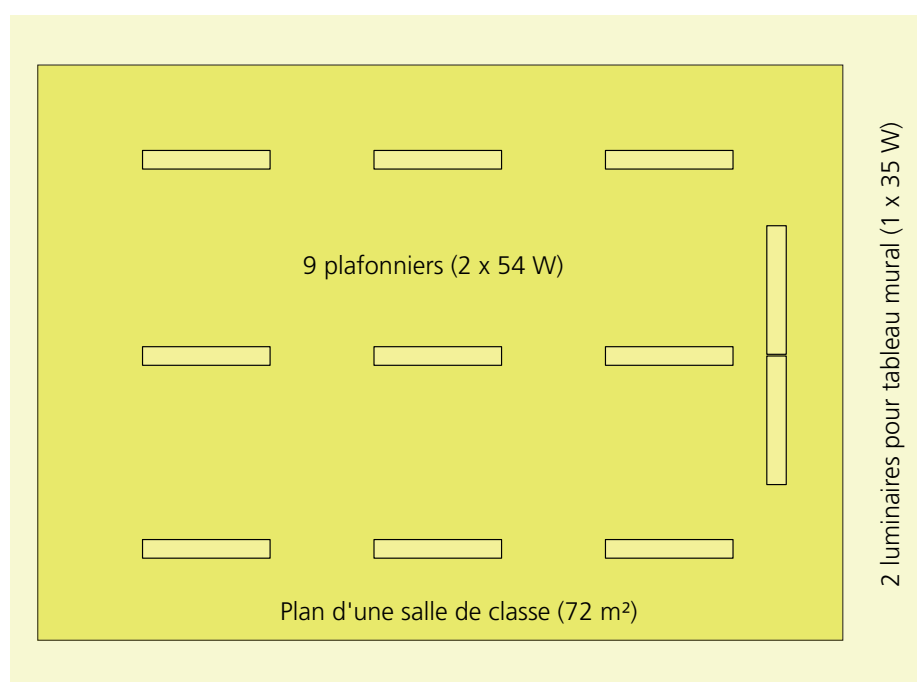 9 plafonniers (2 x 54 W)
Plan d'une salle de classe (72 m²)
2 luminaires pour tableau mural (1 x 35 W)